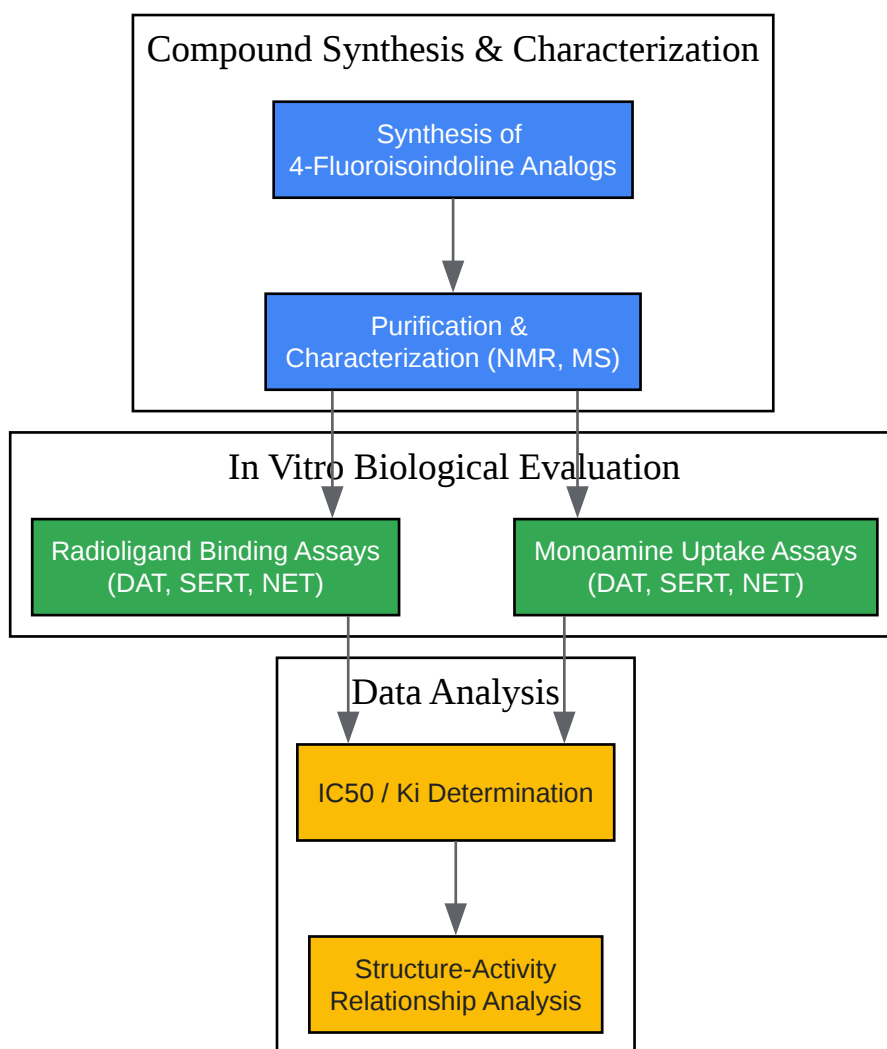 Compound Synthesis & Characterization
Synthesis of
4-Fluoroisoindoline Analogs
Purification &
Characterization (NMR, MS)
In Vitro Biological Evaluation
Radioligand Binding Assays
(DAT, SERT, NET)
Monoamine Uptake Assays
(DAT, SERT, NET)
Data Analysis
IC50 / Ki Determination
Structure-Activity
Relationship Analysis